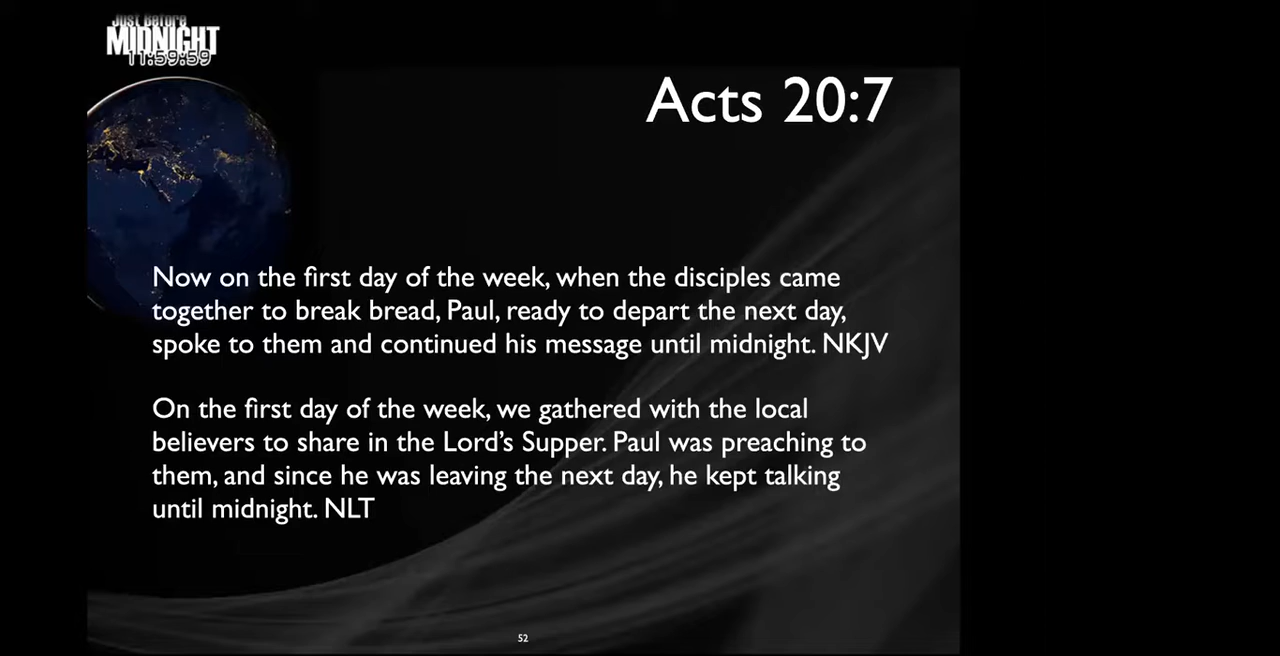 Just Before
MIDNIGHT
11:59:59
Acts 20:7
Now on the first day of the week, when the disciples came
together to break bread, Paul, ready to depart the next day,
spoke to them and continued his message until midnight. NKJV
On the first day of the week, we gathered with the local
believers to share in the Lord's Supper. Paul was preaching to
them, and since he was leaving the next day, he kept talking
until midnight. NLT
52